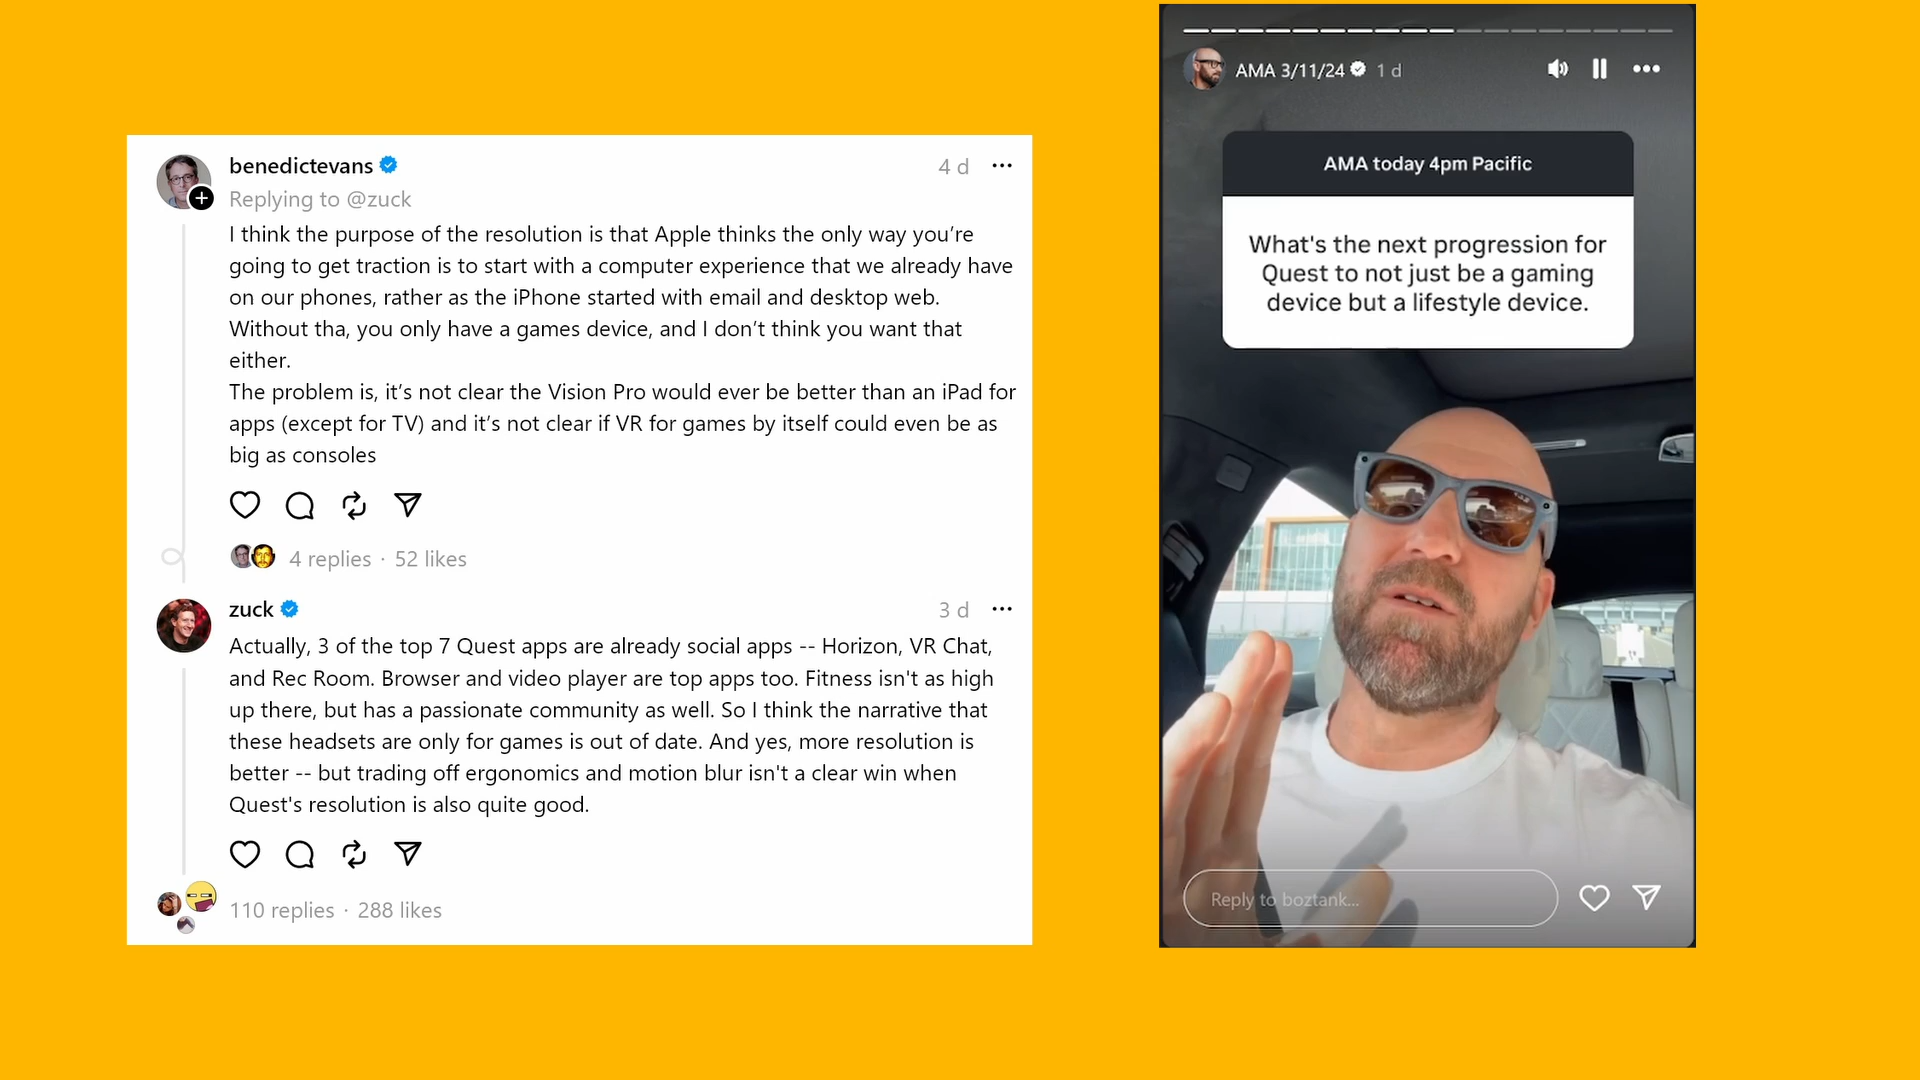 benedictevans
4 d
Replying to @zuck
I think the purpose of the resolution is that Apple thinks the only way you’re
going to get traction is to start with a computer experience that we already have
on our phones, rather as the iPhone started with email and desktop web.
Without tha, you only have a games device, and I don’t think you want that
either.
The problem is, it’s not clear the Vision Pro would ever be better than an iPad for
apps (except for TV) and it’s not clear if VR for games by itself could even be as
big as consoles
4 replies · 52 likes
zuck
3 d
Actually, 3 of the top 7 Quest apps are already social apps -- Horizon, VR Chat,
and Rec Room. Browser and video player are top apps too. Fitness isn't as high
up there, but has a passionate community as well. So I think the narrative that
these headsets are only for games is out of date. And yes, more resolution is
better -- but trading off ergonomics and motion blur isn't a clear win when
Quest's resolution is also quite good.
110 replies · 288 likes
AMA 3/11/24 1 d
AMA today 4pm Pacific
What's the next progression for
Quest to not just be a gaming
device but a lifestyle device.
Reply to boztank...